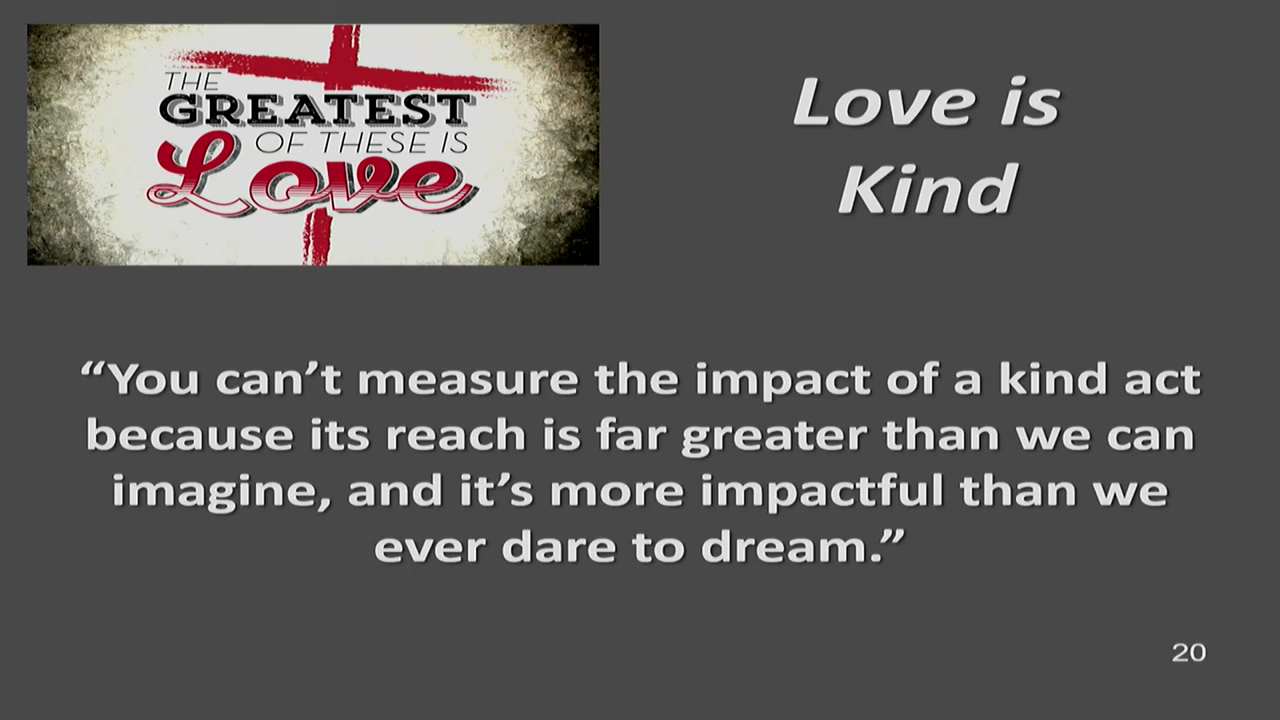 THE
GREATEST
OF THESE IS
Love
Love is
Kind
“You can’t measure the impact of a kind act
because its reach is far greater than we can
imagine, and it’s more impactful than we
ever dare to dream.”
20